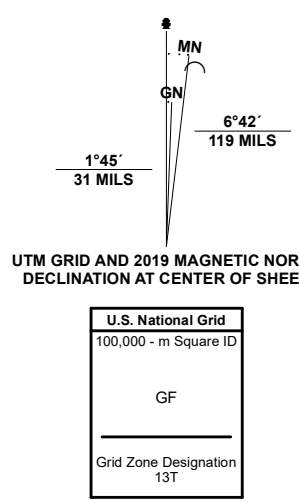 MN
GN
6°42´
119 MILS
1°45´
31 MILS
UTM GRID AND 2019 MAGNETIC NOR
DECLINATION AT CENTER OF SHEE
U.S. National Grid
100,000 - m Square ID
GF
Grid Zone Designation
13T